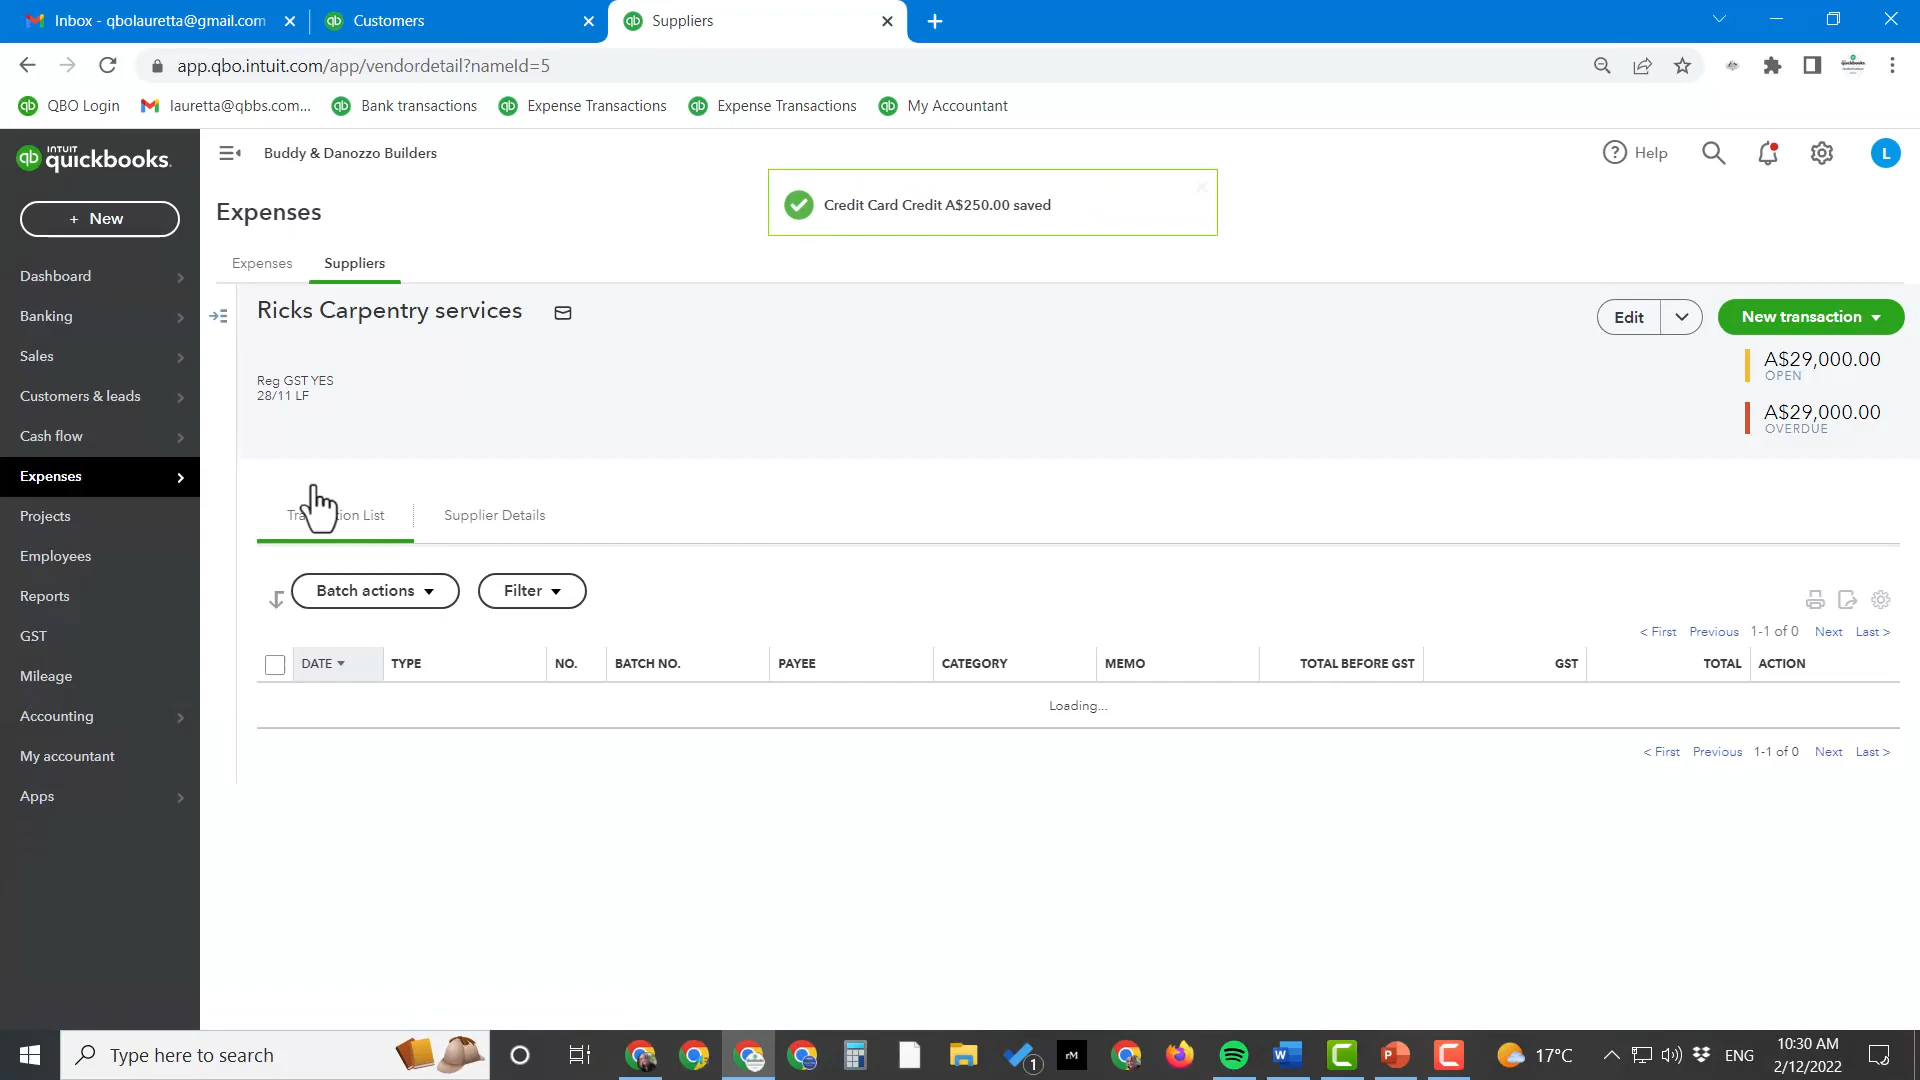 Inbox - qbolauretta@gmail.com
Customers
Suppliers
app.qbo.intuit.com/app/vendordetail?nameId=5
QBO Login
lauretta@qbbs.com...
Bank transactions
Expense Transactions
Expense Transactions
My Accountant
INTUIT
quickbooks.
Buddy & Danozzo Builders
Help
L
+ New
Expenses
Credit Card Credit A$250.00 saved
Expenses
Suppliers
Dashboard
Banking
Sales
Customers & leads
Cash flow
Expenses
Projects
Employees
Reports
GST
Mileage
Accounting
My accountant
Apps
Ricks Carpentry services
Edit
New transaction
A$29,000.00
OPEN
Reg GST YES
28/11 LF
A$29,000.00
OVERDUE
Supplier Details
Batch actions
Filter
< First Previous 1-1 of 0 Next Last >
DATE TYPE NO. BATCH NO. PAYEE CATEGORY MEMO TOTAL BEFORE GST GST TOTAL ACTION
Loading...
< First Previous 1-1 of 0 Next Last >
Type here to search
1
rM
17°C
ENG
10:30 AM
2/12/2022